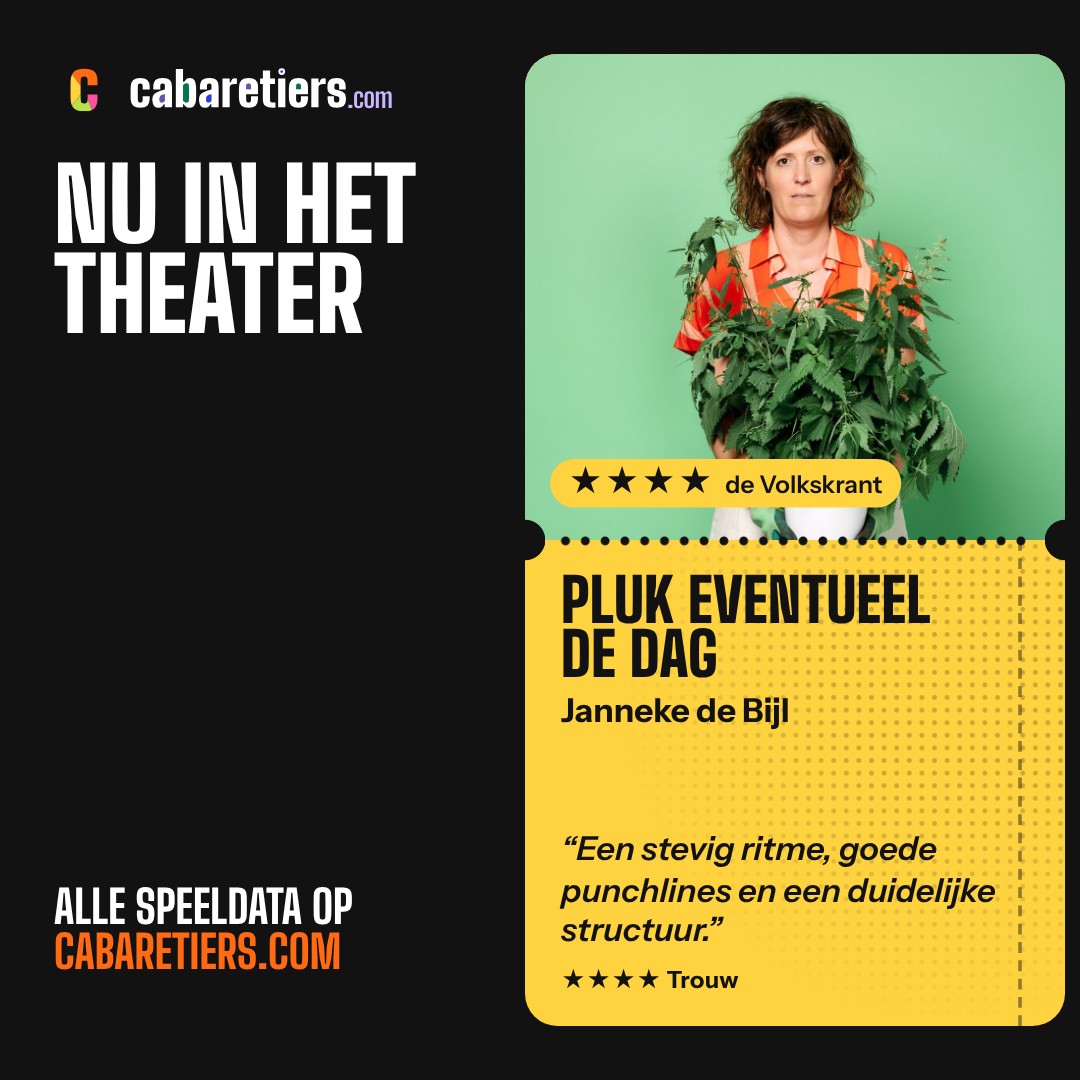 cabaretiers.com
NU IN HET
THEATER
ALLE SPEELDATA OP
CABARETIERS.COM
★★★★ de Volkskrant
PLUK EVENTUEEL
DE DAG
Janneke de Bijl
“Een stevig ritme, goede
punchlines en een duidelijke
structuur.”
★★★★ Trouw